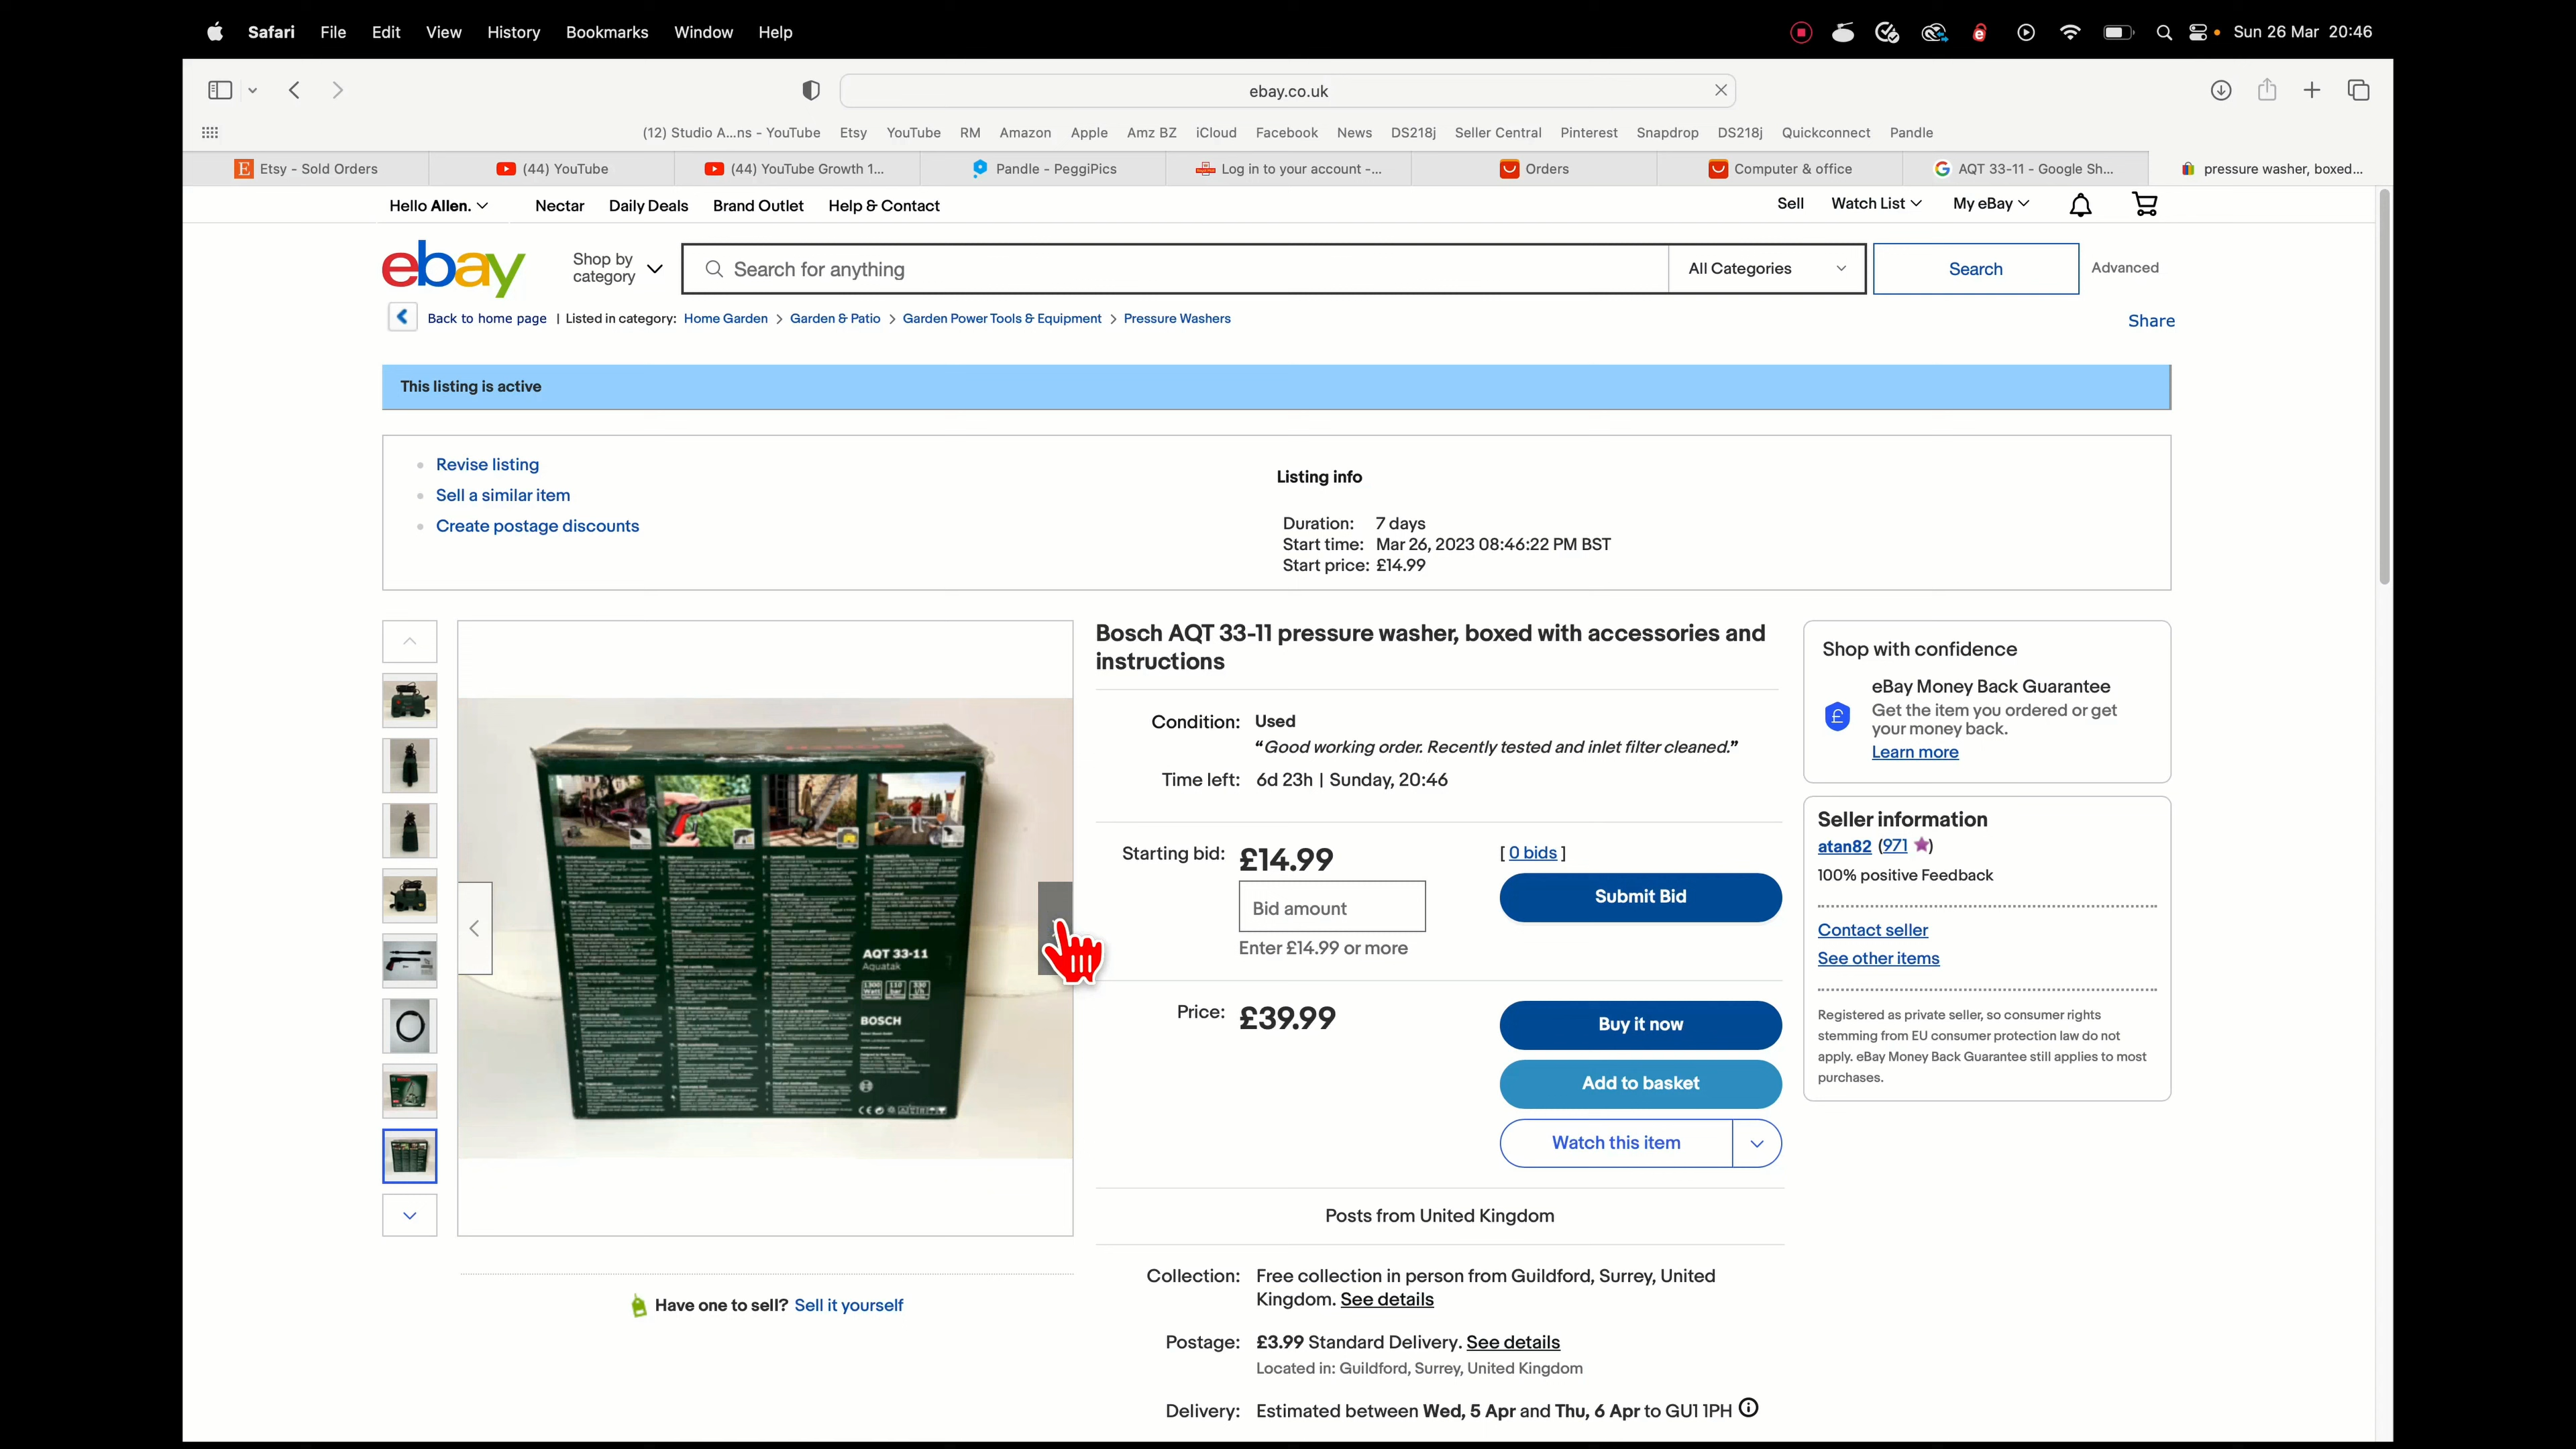 Safari File Edit View History Bookmarks Window Help
Sun 26 Mar 20:46
ebay.co.uk
(12) Studio A...ns - YouTube Etsy YouTube RM Amazon Apple Amz BZ iCloud Facebook News DS218j Seller Central Pinterest Snapdrop DS218j Quickconnect Pandle
Etsy - Sold Orders (44) YouTube (44) YouTube Growth 1... Pandle - PeggiPics Log in to your account -... Orders Computer & office AQT 33-11 - Google Sh... pressure washer, boxed...
Hello Allen. Nectar Daily Deals Brand Outlet Help & Contact Sell Watch List My eBay
ebay
Shop by
category
Search for anything All Categories Search Advanced
Back to home page | Listed in category: Home Garden > Garden & Patio > Garden Power Tools & Equipment > Pressure Washers
Share
This listing is active
Revise listing
Sell a similar item
Create postage discounts
Listing info
Duration: 7 days
Start time: Mar 26, 2023 08:46:22 PM BST
Start price: £14.99
AQT 33-11
Aquatak
1300 Watt 110 bar 330 l/h
BOSCH
Bosch AQT 33-11 pressure washer, boxed with accessories and
instructions
Condition: Used
“Good working order. Recently tested and inlet filter cleaned.”
Time left: 6d 23h | Sunday, 20:46
Starting bid: £14.99 [ 0 bids ]
Bid amount
Submit Bid
Enter £14.99 or more
Price: £39.99
Buy it now
Add to basket
Watch this item
Posts from United Kingdom
Collection: Free collection in person from Guildford, Surrey, United
Kingdom. See details
Postage: £3.99 Standard Delivery. See details
Located in: Guildford, Surrey, United Kingdom
Delivery: Estimated between Wed, 5 Apr and Thu, 6 Apr to GU1 1PH
Have one to sell? Sell it yourself
Shop with confidence
eBay Money Back Guarantee
Get the item you ordered or get
your money back.
Learn more
Seller information
atan82 (971)
100% positive Feedback
Contact seller
See other items
Registered as private seller, so consumer rights
stemming from EU consumer protection law do not
apply. eBay Money Back Guarantee still applies to most
purchases.